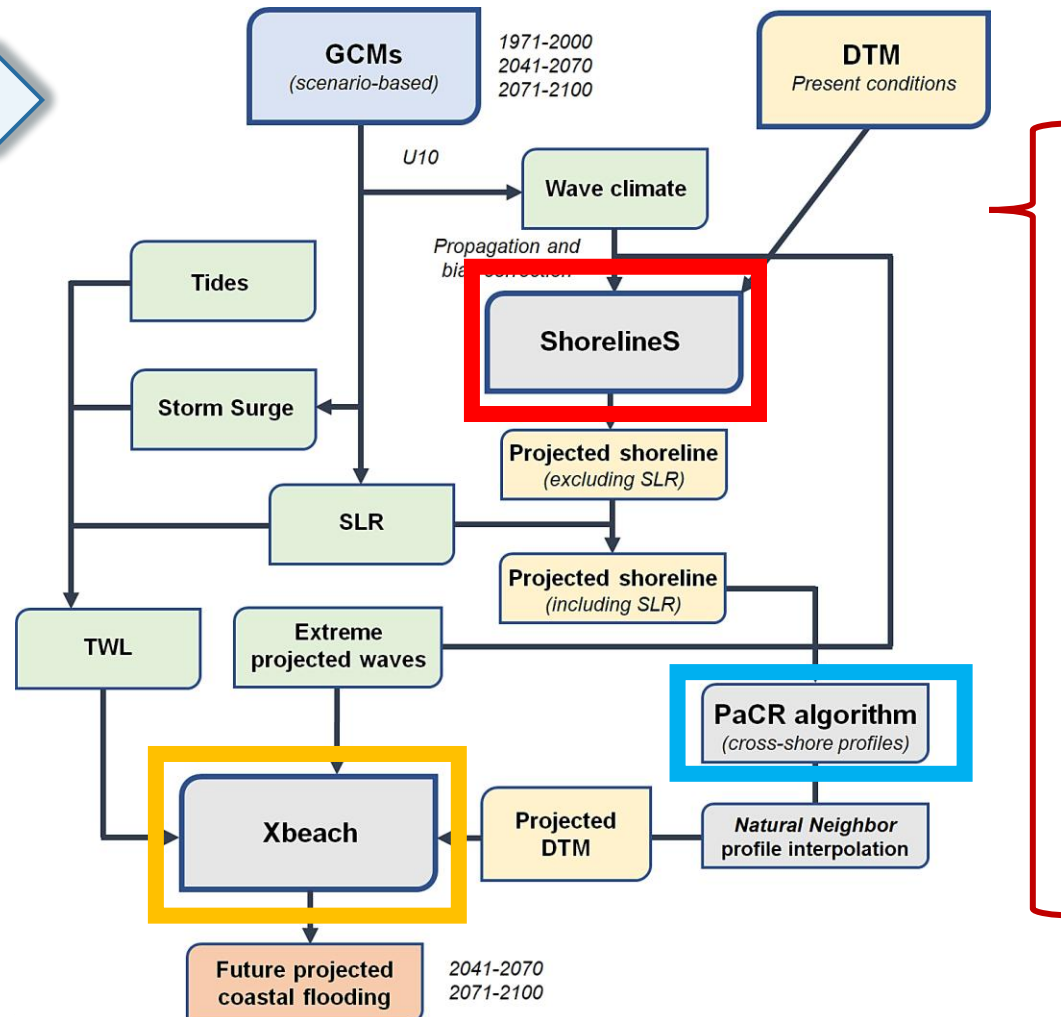 GCMs
(scenario-based)
1971-2000
2041-2070
2071-2100
DTM
Present conditions
U10
Wave climate
Propagation and
Tides
ShorelineS
Storm Surge
Projected shoreline
(excluding SLR)
SLR
Projected shoreline
(including SLR)
TWL
Extreme
projected waves
PaCR algorithm
(cross-shore profiles)
Xbeach
Projected
DTM
Natural Neighbor
profile interpolation
Future projected
coastal flooding
2041-2070
2071-2100